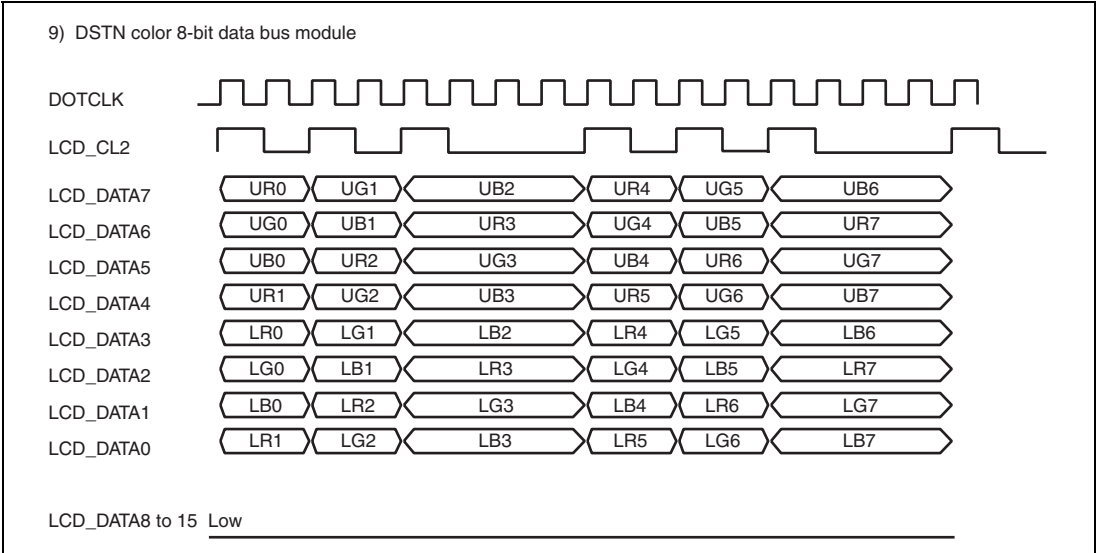 9) DSTN color 8-bit data bus module
DOTCLK
LCD_CL2
LCD_DATA7 UR0 UG1 UB2 UR4 UG5 UB6
LCD_DATA6 UG0 UB1 UR3 UG4 UB5 UR7
LCD_DATA5 UB0 UR2 UG3 UB4 UR6 UG7
LCD_DATA4 UR1 UG2 UB3 UR5 UG6 UB7
LCD_DATA3 LR0 LG1 LB2 LR4 LG5 LB6
LCD_DATA2 LG0 LB1 LR3 LG4 LB5 LR7
LCD_DATA1 LB0 LR2 LG3 LB4 LR6 LG7
LCD_DATA0 LR1 LG2 LB3 LR5 LG6 LB7
LCD_DATA8 to 15 Low